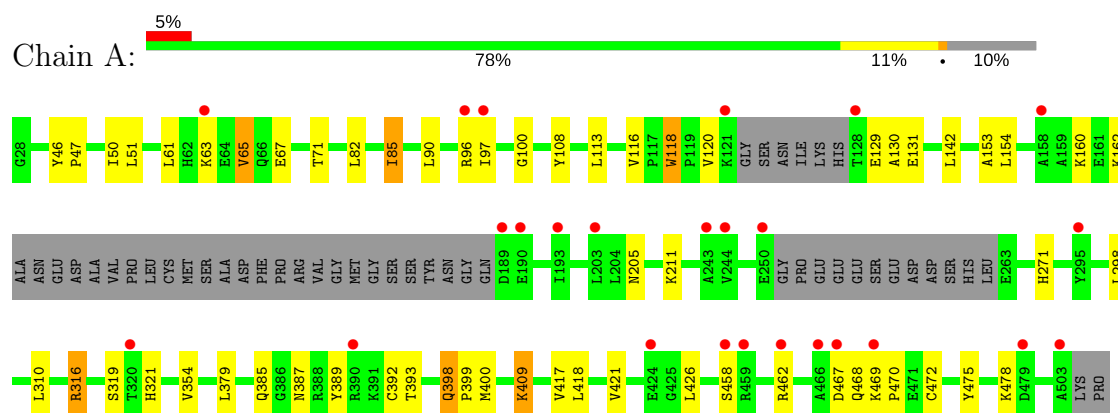 5%
Chain A:
78% 11% • 10%
G28 Y46 P47 I50 L51 L61 H62 K63 E64 V65 Q66 E67 T71 L82 I85 L90 R96 I97 G100 Y108 L113 V116 P117 W118 P119 V120 K121 GLY SER ASN ILE LYS HIS T128 E129 A130 E131 L142 A153 L154 A158 A159 K160 E161 K162
ALA ASN GLU ASP ALA VAL PRO LEU CYS MET SER ALA ASP PHE PRO ARG VAL GLY MET GLY SER SER TYR ASN GLY GLN D189 E190 I193 L203 L204 N205 K211 A243 V244 E250 GLY PRO GLU GLU GLU SER GLU ASP ASP SER HIS LEU E263 H271 Y295 L298
L310 R316 S319 T320 H321 V354 L379 Q385 G386 N387 R388 Y389 R390 K391 C392 T393 Q398 P399 M400 K409 V417 L418 V421 E424 G425 L426 S458 R459 R462 A466 D467 Q468 K469 P470 E471 C472 Y475 K478 D479 A503 LYS PRO